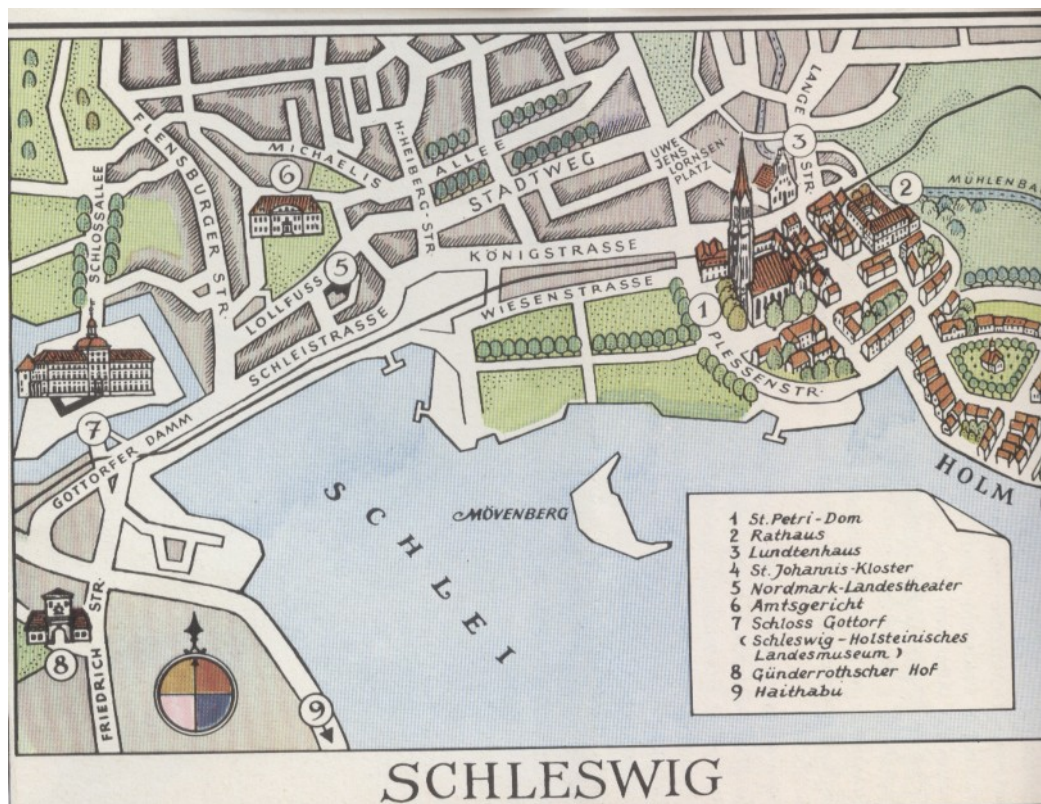 LANGE
STR.
3
FLENSBURGER
STR.
MICHAELIS
H.-HEIBERG-STR.
ALLEE
STADTWEG
UWE
JENS
LORNSEN-
PLATZ
2
MÜHLENBA
6
SCHLOSSALLEE
KÖNIGSTRASSE
5
LOLLFUSS
WIESENSTRASSE
SCHLEISTRASSE
1
PLESSENSTR.
7
GOTTORFER DAMM
HOLM
SCHLEI
MÖVENBERG
1 St. Petri-Dom
2 Rathaus
3 Lundtenhaus
4 St. Johannis-Kloster
5 Nordmark-Landestheater
6 Amtsgericht
7 Schloss Gottorf
(Schleswig-Holsteinisches
Landesmuseum)
8 Günderrothscher Hof
9 Haithabu
FRIEDRICH STR.
8
9
SCHLESWIG